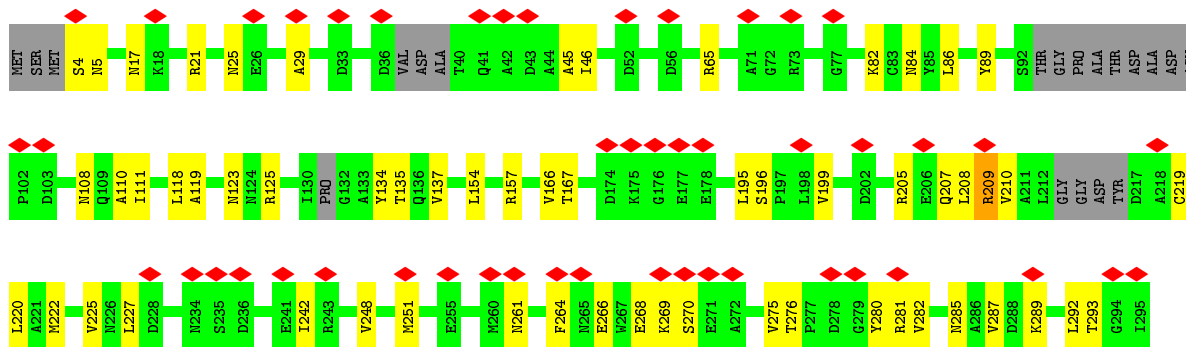 MET SER MET S4 N5 N17 K18 R21 N25 E26 A29 D33 D36 VAL ASP ALA T40 Q41 A42 D43 A44 A45 I46 D52 D56 R65 A71 G72 R73 G77 K82 C83 N84 Y85 L86 Y89 S92 THR GLY PRO ALA THR ASP ALA ASP
P102 D103 N108 Q109 A110 I111 L118 A119 N123 N124 R125 I130 PRO G132 A133 Y134 T135 Q136 V137 L154 R157 V166 T167 D174 K175 G176 E177 E178 L195 S196 P197 L198 V199 D202 R205 E206 Q207 L208 R209 V210 A211 L212 GLY GLY ASP TYR D217 A218 C219
L220 A221 M222 V225 N226 L227 D228 N234 S235 D236 E241 I242 R243 V248 M251 E255 M260 N261 F264 N265 E266 W267 E268 K269 S270 E271 A272 V275 T276 P277 D278 G279 Y280 R281 V282 N285 A286 V287 D288 K289 L292 T293 G294 I295